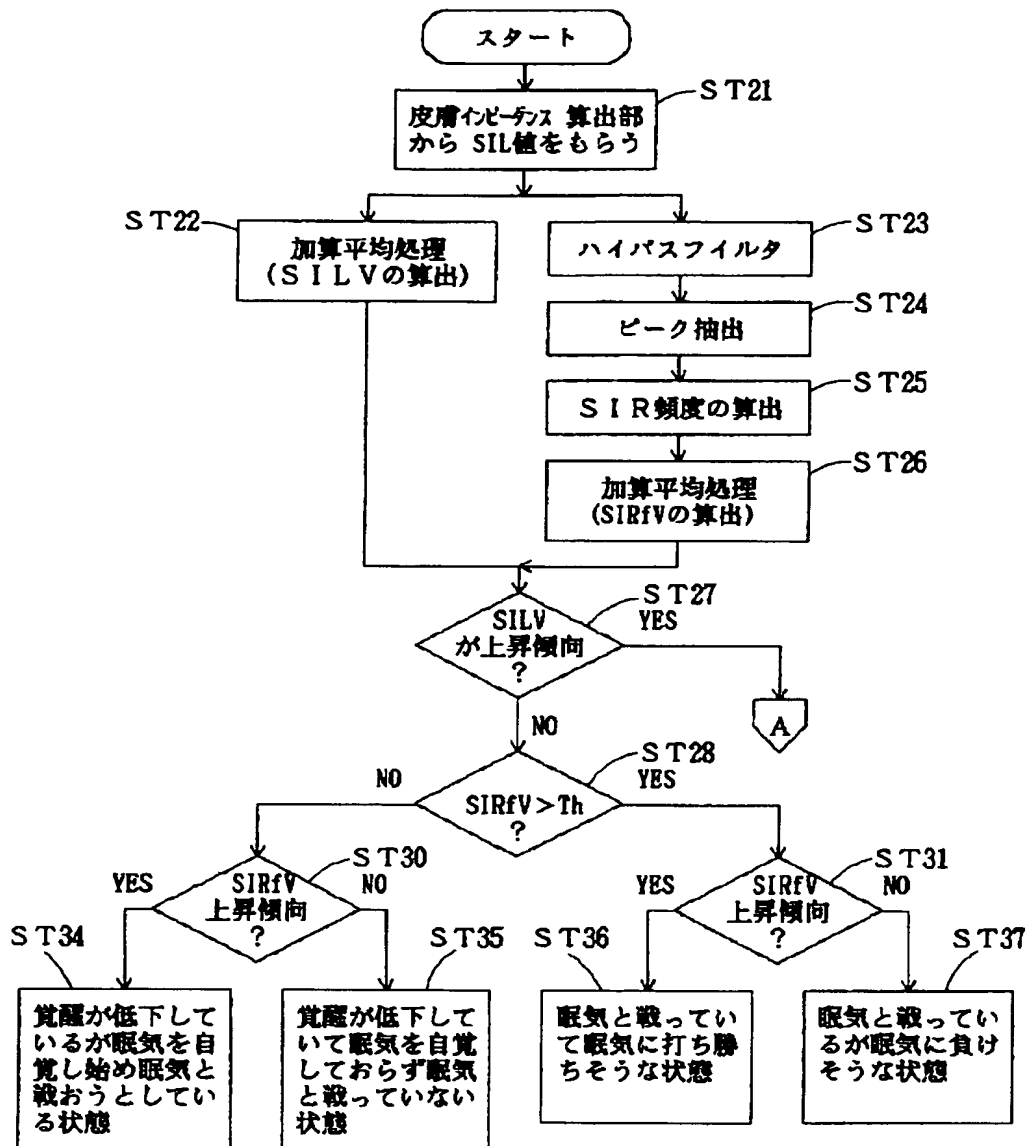 スタート
ST21
皮膚インピーダンス 算出部
から SIL値をもらう
ST22
加算平均処理
(SILVの算出)
ST23
ハイパスフィルタ
ST24
ピーク抽出
ST25
SIR頻度の算出
ST26
加算平均処理
(SIRfVの算出)
ST27
SILV
が上昇傾向
?
YES
A
NO
ST28
NO
SIRfV>Th
?
YES
ST30
YES
SIRfV
上昇傾向
?
NO
ST31
YES
SIRfV
上昇傾向
?
NO
ST34
覚醒が低下して
いるが眠気を自
覚し始め眠気と
戦おうとしてい
る状態
ST35
覚醒が低下して
いて眠気を自覚
しておらず眠気
と戦っていない
状態
ST36
眠気と戦ってい
て眠気に打ち勝
ちそうな状態
ST37
眠気と戦ってい
るが眠気に負け
そうな状態